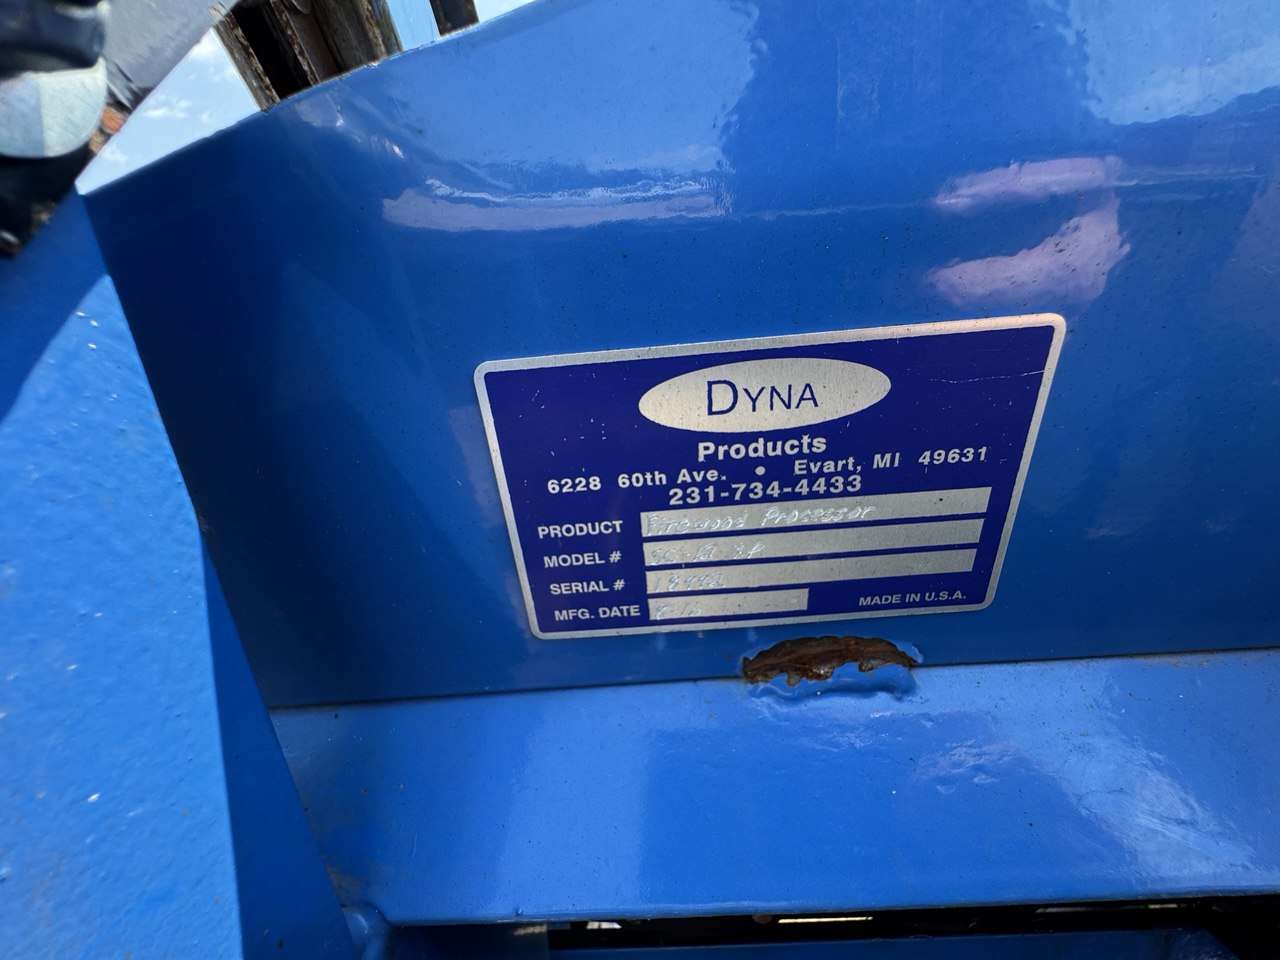 DYNA
Products
6228 60th Ave. • Evart, MI 49631
231-734-4433
PRODUCT Firewood Processor
MODEL #
SERIAL #
MFG. DATE
MADE IN U.S.A.